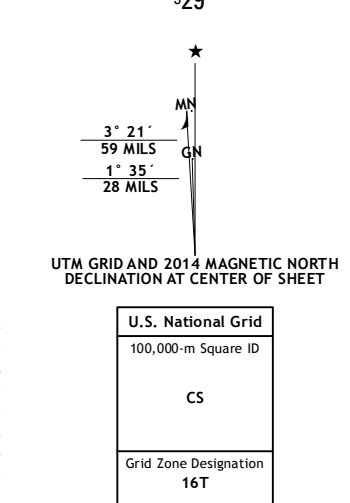 ³29
★
MN
3° 21´
59 MILS
GN
1° 35´
28 MILS
UTM GRID AND 2014 MAGNETIC NORTH
DECLINATION AT CENTER OF SHEET
U.S. National Grid
100,000-m Square ID
CS
Grid Zone Designation
16T